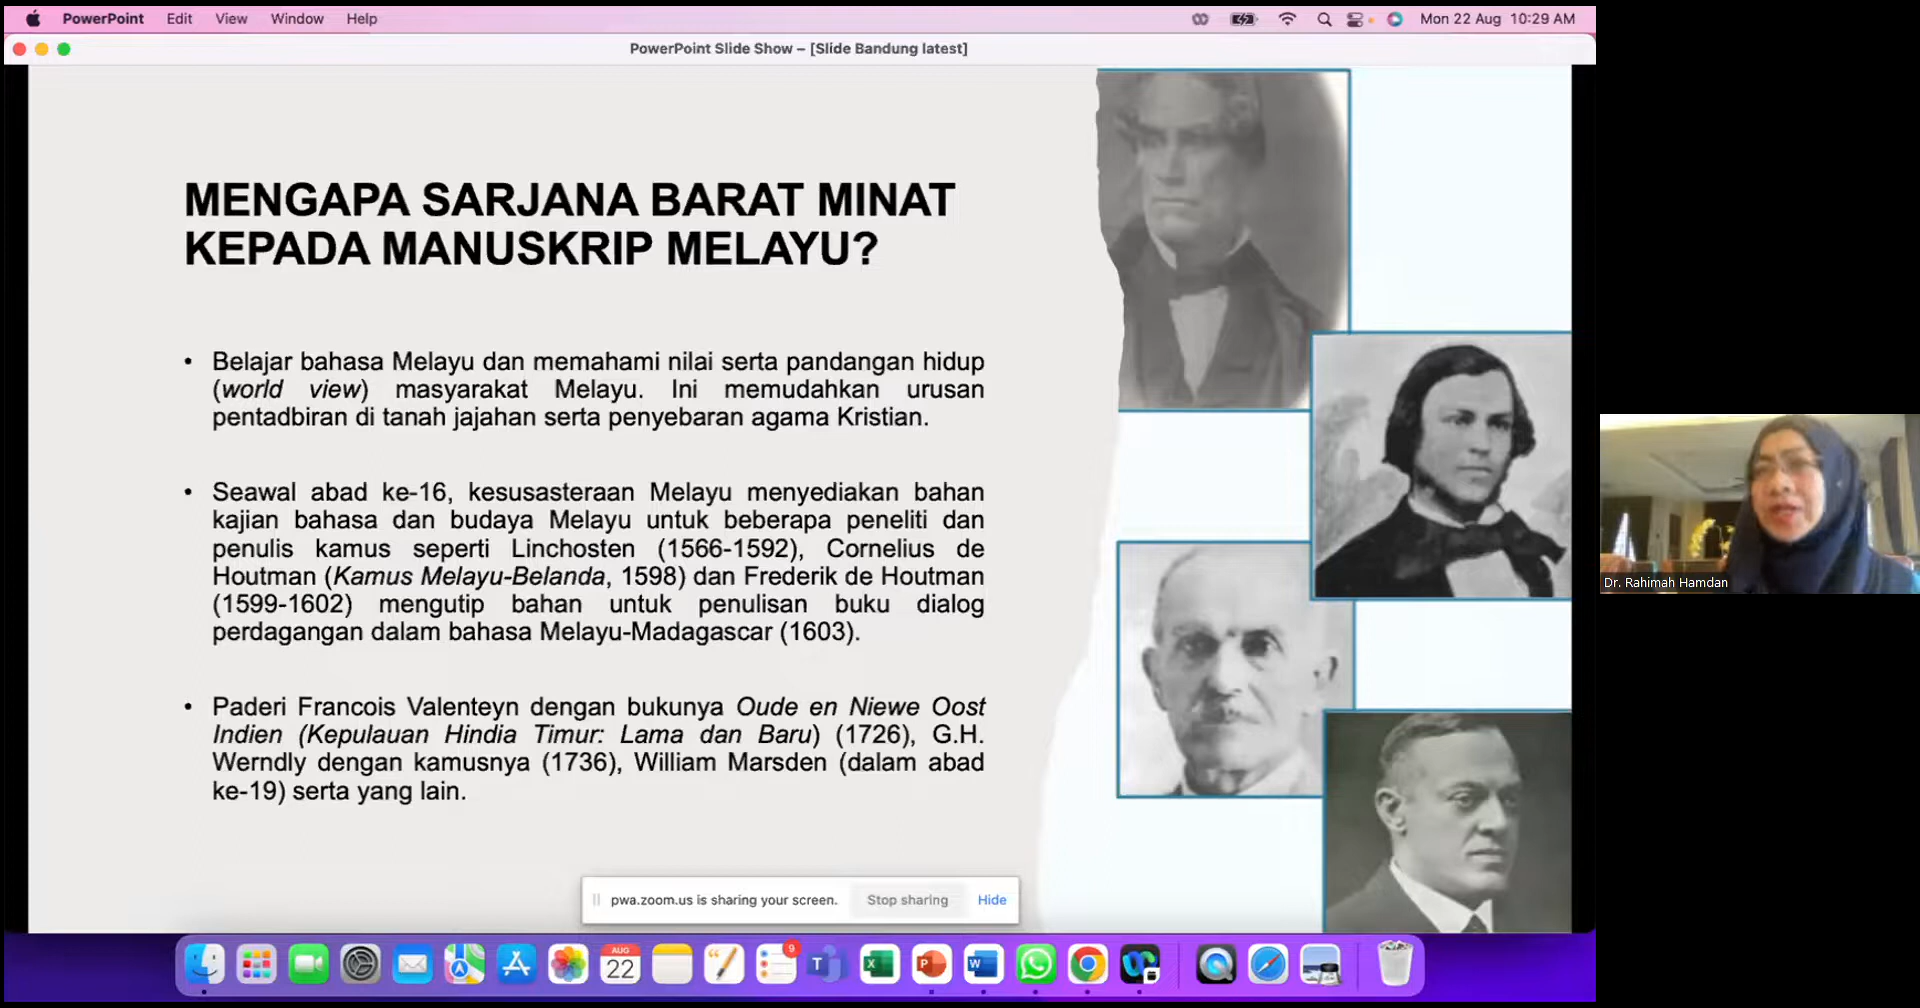 PowerPoint Edit View Window Help
Mon 22 Aug 10:29 AM
PowerPoint Slide Show – [Slide Bandung latest]
MENGAPA SARJANA BARAT MINAT
KEPADA MANUSKRIP MELAYU?
• Belajar bahasa Melayu dan memahami nilai serta pandangan hidup
(world view) masyarakat Melayu. Ini memudahkan urusan
pentadbiran di tanah jajahan serta penyebaran agama Kristian.
• Seawal abad ke-16, kesusasteraan Melayu menyediakan bahan
kajian bahasa dan budaya Melayu untuk beberapa peneliti dan
penulis kamus seperti Linchosten (1566-1592), Cornelius de
Houtman (Kamus Melayu-Belanda, 1598) dan Frederik de Houtman
(1599-1602) mengutip bahan untuk penulisan buku dialog
perdagangan dalam bahasa Melayu-Madagascar (1603).
• Paderi Francois Valenteyn dengan bukunya Oude en Niewe Oost
Indien (Kepulauan Hindia Timur: Lama dan Baru) (1726), G.H.
Werndly dengan kamusnya (1736), William Marsden (dalam abad
ke-19) serta yang lain.
Dr. Rahimah Hamdan
pwa.zoom.us is sharing your screen. Stop sharing Hide
AUG
22
9
T
X
P
W